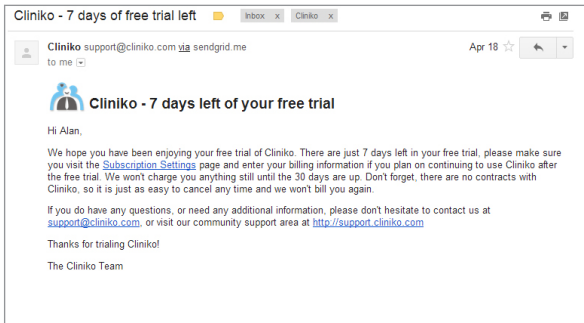 Cliniko - 7 days of free trial left Inbox x Cliniko x
Cliniko support@cliniko.com via sendgrid.me Apr 18
to me
Cliniko - 7 days left of your free trial
Hi Alan,
We hope you have been enjoying your free trial of Cliniko. There are just 7 days left in your free trial, please make sure
you visit the Subscription Settings page and enter your billing information if you plan on continuing to use Cliniko after
the free trial. We won't charge you anything still until the 30 days are up. Don't forget, there are no contracts with
Cliniko, so it is just as easy to cancel any time and we won't bill you again.
If you do have any questions, or need any additional information, please don't hesitate to contact us at
support@cliniko.com, or visit our community support area at http://support.cliniko.com
Thanks for trialing Cliniko!
The Cliniko Team